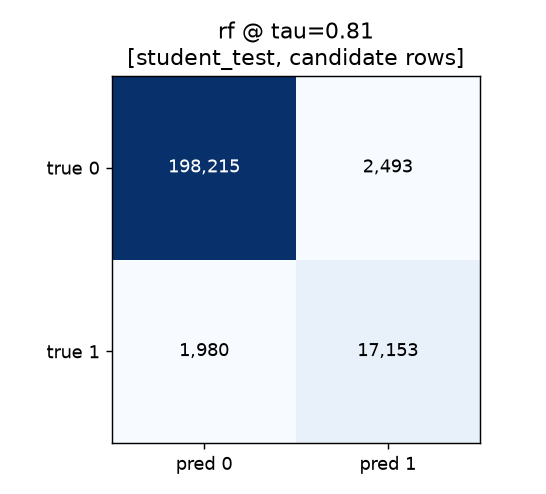 rf @ tau=0.81
[student_test, candidate rows]
true 0
198,215
2,493
true 1
1,980
17,153
pred 0
pred 1